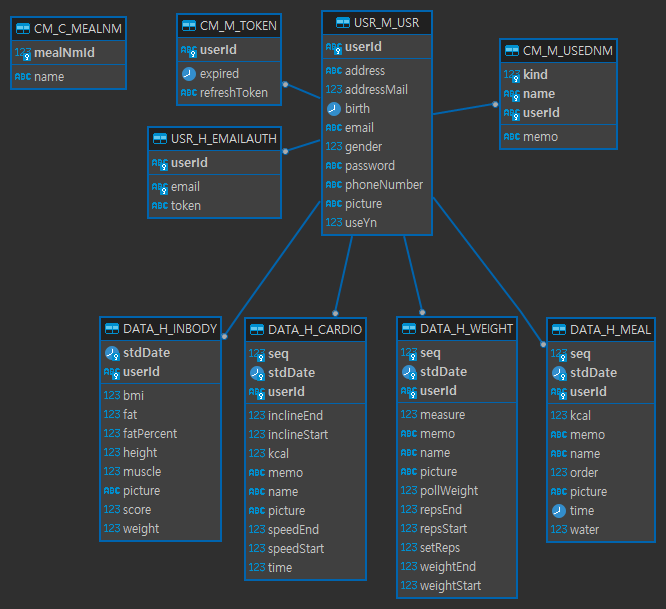 CM_C_MEALNM
123 mealNmId
ABC name
CM_M_TOKEN
ABC userId
expired
ABC refreshToken
USR_M_USR
ABC userId
ABC address
123 addressMail
birth
ABC email
123 gender
ABC password
ABC phoneNumber
ABC picture
123 useYn
CM_M_USEDNM
123 kind
ABC name
ABC userId
ABC memo
USR_H_EMAILAUTH
ABC userId
ABC email
ABC token
DATA_H_INBODY
stdDate
ABC userId
123 bmi
123 fat
123 fatPercent
123 height
123 muscle
ABC picture
123 score
123 weight
DATA_H_CARDIO
123 seq
stdDate
ABC userId
123 inclineEnd
123 inclineStart
123 kcal
ABC memo
ABC name
ABC picture
123 speedEnd
123 speedStart
123 time
DATA_H_WEIGHT
123 seq
stdDate
ABC userId
123 measure
ABC memo
ABC name
ABC picture
123 pollWeight
123 repsEnd
123 repsStart
123 setReps
123 weightEnd
123 weightStart
DATA_H_MEAL
123 seq
stdDate
ABC userId
123 kcal
ABC memo
ABC name
123 order
ABC picture
time
123 water